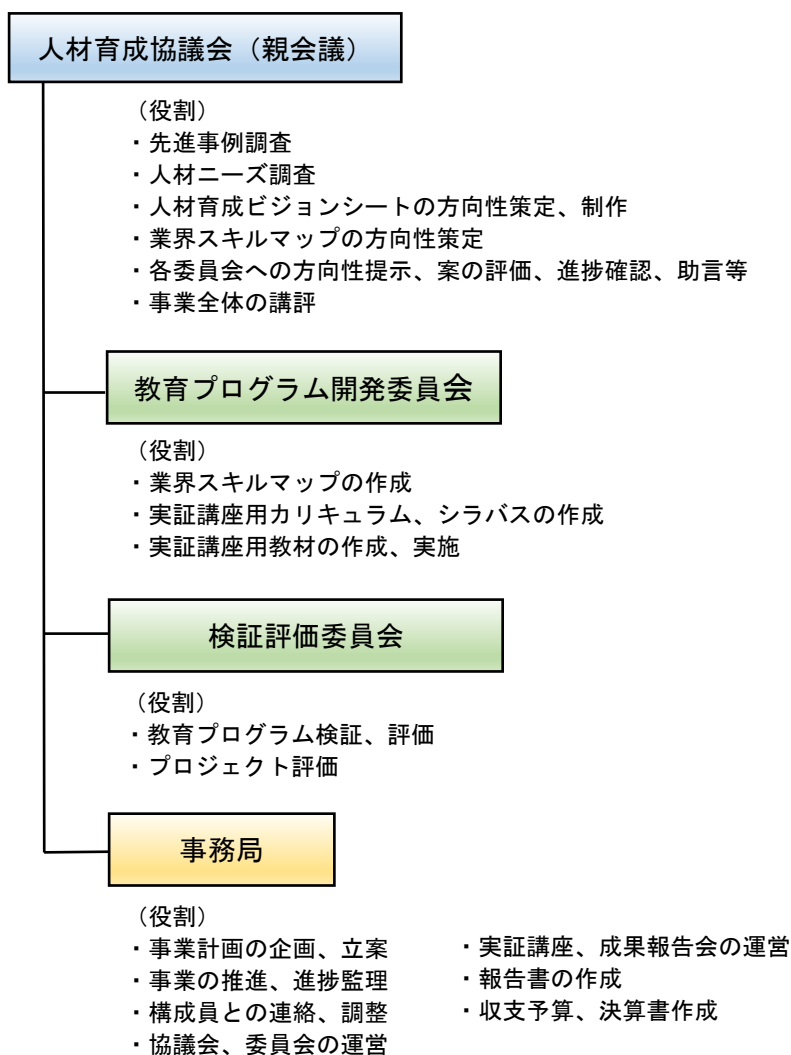 人材育成協議会（親会議）
（役割）
・先進事例調査
・人材ニーズ調査
・人材育成ビジョンシートの方向性策定、制作
・業界スキルマップの方向性策定
・各委員会への方向性提示、案の評価、進捗確認、助言等
・事業全体の講評
教育プログラム開発委員会
（役割）
・業界スキルマップの作成
・実証講座用カリキュラム、シラバスの作成
・実証講座用教材の作成、実施
検証評価委員会
（役割）
・教育プログラム検証、評価
・プロジェクト評価
事務局
（役割）
・事業計画の企画、立案
・事業の推進、進捗監理
・構成員との連絡、調整
・協議会、委員会の運営
・実証講座、成果報告会の運営
・報告書の作成
・収支予算、決算書作成